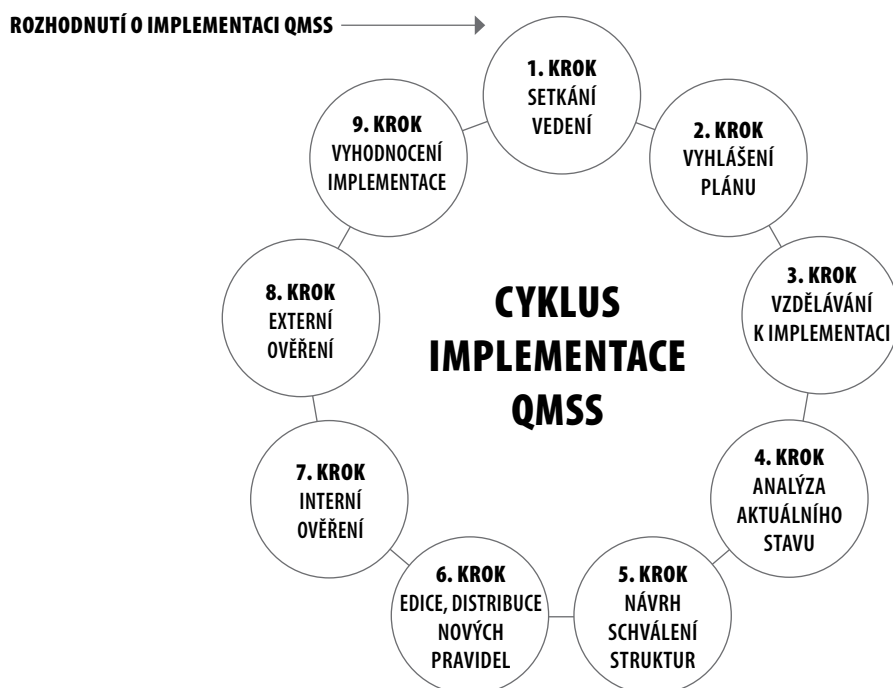 ROZHODNUTÍ O IMPLEMENTACI QMSS
1. KROK
SETKÁNÍ
VEDENÍ
2. KROK
VYHLÁŠENÍ
PLÁNU
3. KROK
VZDĚLÁVÁNÍ
K IMPLEMENTACI
4. KROK
ANALÝZA
AKTUÁLNÍHO
STAVU
5. KROK
NÁVRH
SCHVÁLENÍ
STRUKTUR
6. KROK
EDICE, DISTRIBUCE
NOVÝCH
PRAVIDEL
7. KROK
INTERNÍ
OVĚŘENÍ
8. KROK
EXTERNÍ
OVĚŘENÍ
9. KROK
VYHODNOCENÍ
IMPLEMENTACE
CYKLUS
IMPLEMENTACE
QMSS